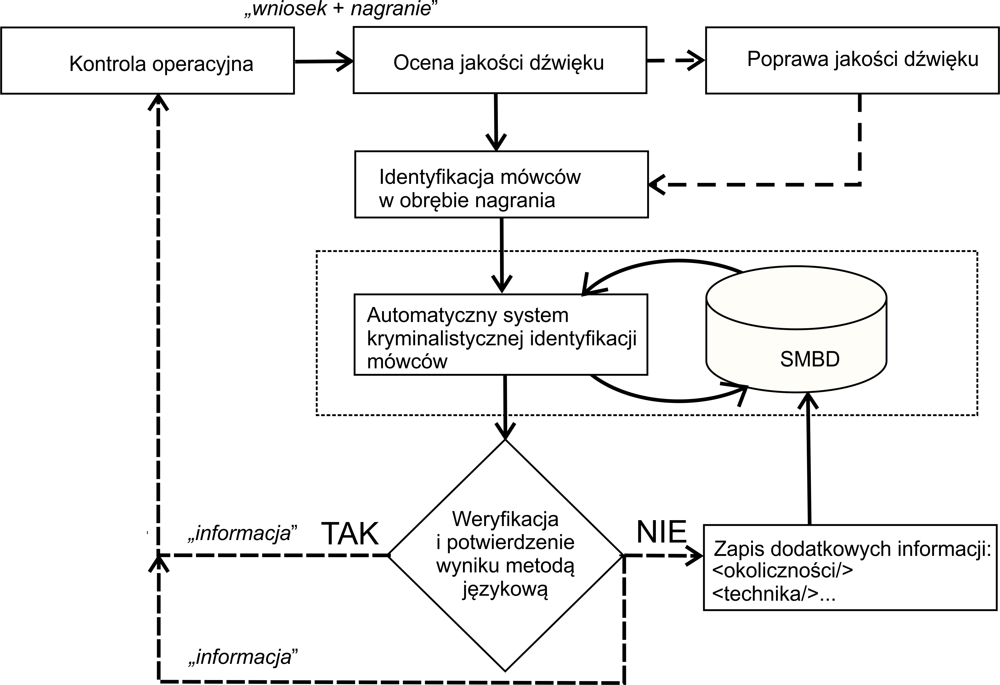 „wniosek + nagranie”
Kontrola operacyjna
Ocena jakości dźwięku
Poprawa jakości dźwięku
Identyfikacja mówców
w obrębie nagrania
Automatyczny system
kryminalistycznej identyfikacji
mówców
SMBD
Weryfikacja
i potwierdzenie
wyniku metodą
językową
TAK
„informacja”
NIE
Zapis dodatkowych informacji:
<okoliczności/>
<technika/>...
„informacja”